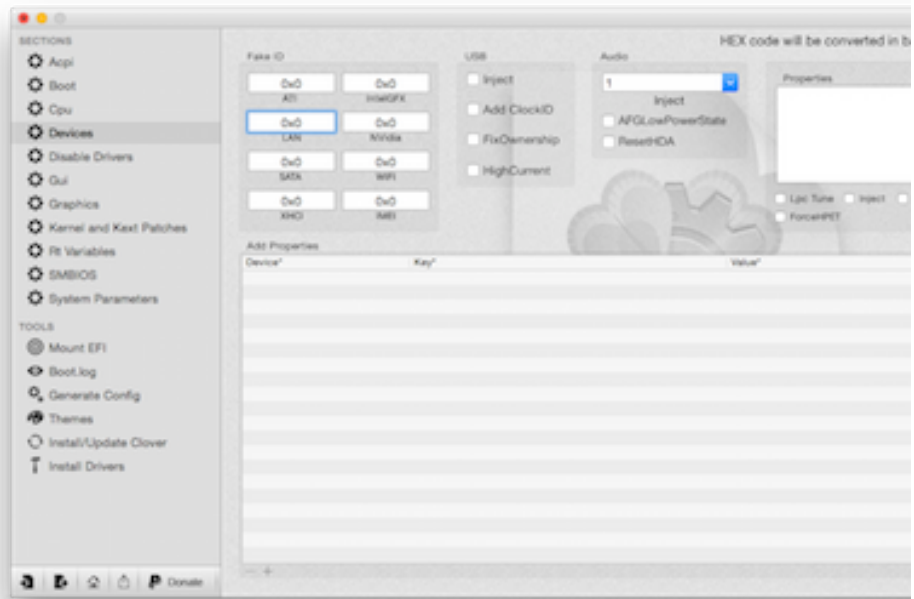 SECTIONS
Acpi
Boot
Cpu
Devices
Disable Drivers
Gui
Graphics
Kernel and Kext Patches
Rt Variables
SMBIOS
System Parameters
TOOLS
Mount EFI
Boot.log
Generate Config
Themes
Install/Update Clover
Install Drivers
Donate
HEX code will be converted in ba
Fake ID
0x0 0x0
ATI IntelGFX
0x0 0x0
LAN NVidia
0x0 0x0
SATA WIFI
0x0 0x0
XHCI IMEI
USB
Inject
Add ClockID
FixOwnership
HighCurrent
Audio
1
Inject
AFGLowPowerState
ResetHDA
Properties
Lpc Tune Inject
ForceHPET
Add Properties
Device* Key* Value*